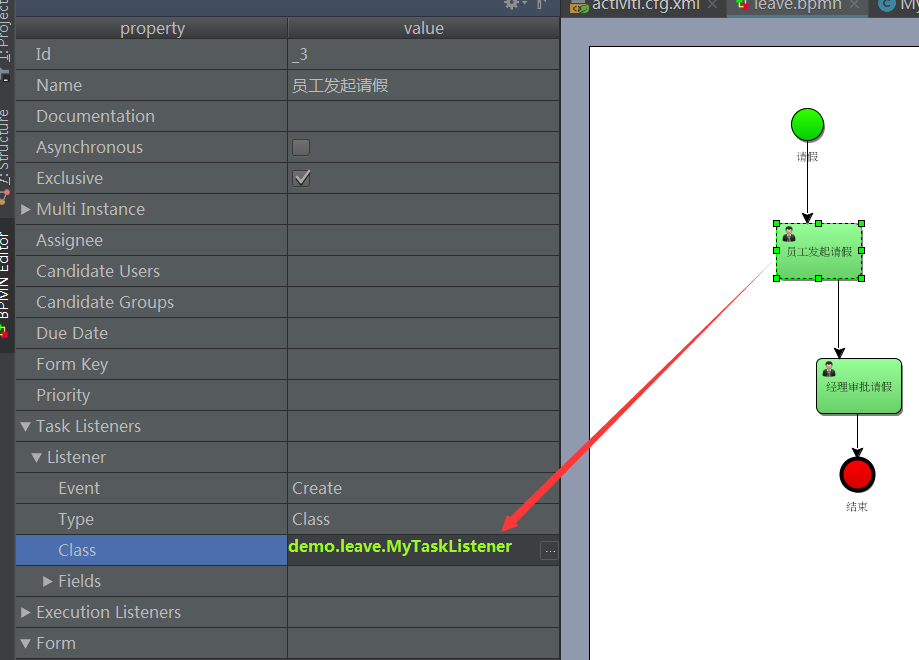 activiti.cfg.xml
leave.bpmn
My
1: Project
7: Structure
BPMN Editor
property value
Id _3
Name 员工发起请假
Documentation
Asynchronous
Exclusive
Multi Instance
Assignee
Candidate Users
Candidate Groups
Due Date
Form Key
Priority
Task Listeners
Listener
Event Create
Type Class
Class demo.leave.MyTaskListener ...
Fields
Execution Listeners
Form
请假
员工发起请假
经理审批请假
结束